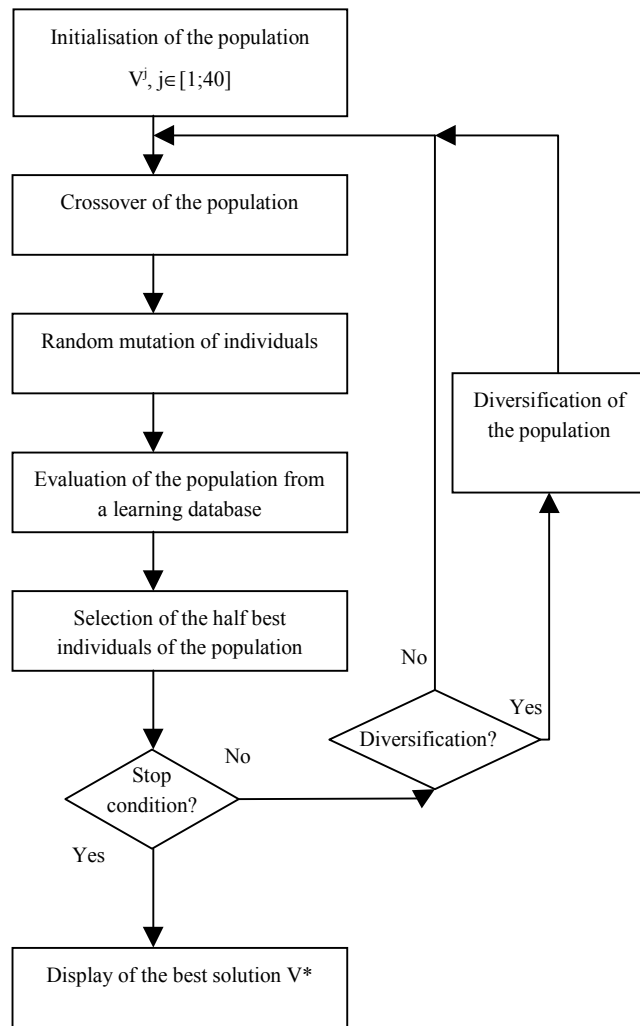 Initialisation of the population
Vʲ, j∈[1;40]
Crossover of the population
Random mutation of individuals
Diversification of
the population
Evaluation of the population from
a learning database
Selection of the half best
individuals of the population
No
Yes
Diversification?
No
Stop
condition?
Yes
Display of the best solution V*